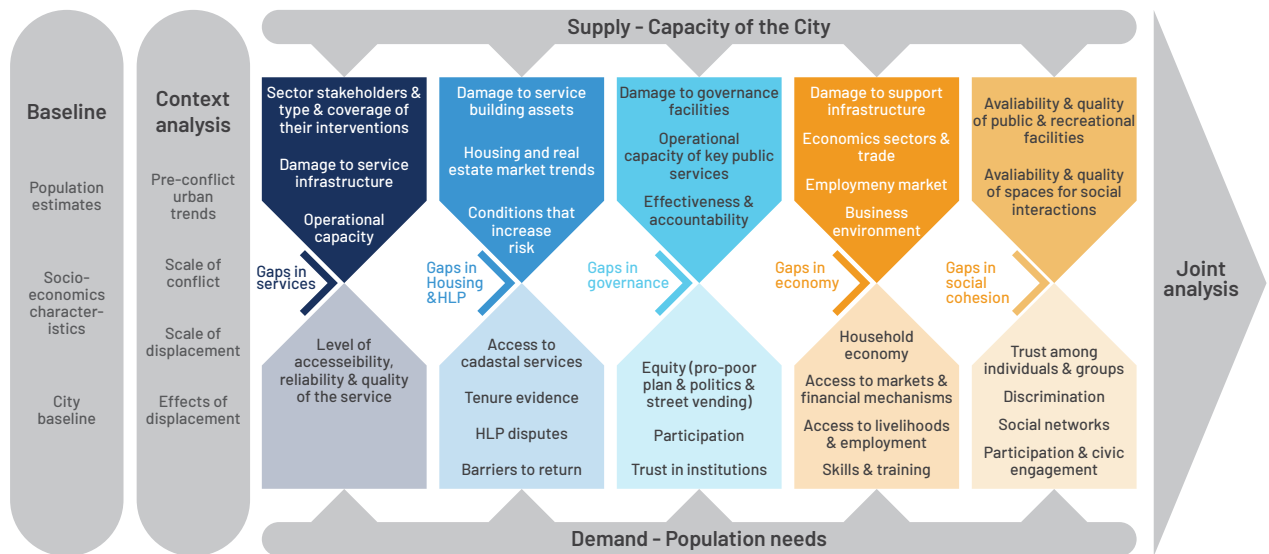 Supply - Capacity of the City
Baseline
Population
estimates
Socio-
economics
character-
istics
City
baseline
Context
analysis
Pre-conflict
urban
trends
Scale of
conflict
Scale of
displacement
Effects of
displacement
Sector stakeholders &
type & coverage of
their interventions
Damage to service
infrastructure
Operational
capacity
Gaps in
services
Level of
accesseibility,
reliability & quality
of the service
Damage to service
building assets
Housing and real
estate market trends
Conditions that
increase
risk
Gaps in
Housing
&HLP
Access to
cadastal services
Tenure evidence
HLP disputes
Barriers to return
Damage to governance
facilities
Operational
capacity of key public
services
Effectiveness &
accountability
Gaps in
governance
Equity (pro-poor
plan & politics &
street vending)
Participation
Trust in institutions
Damage to support
infrastructure
Economics sectors &
trade
Employmeny market
Business
environment
Gaps in
economy
Household
economy
Access to markets &
financial mechanisms
Access to livelihoods
& employment
Skills & training
Avaliability & quality
of public & recreational
facilities
Avaliability & quality
of spaces for social
interactions
Gaps in
social
cohesion
Trust among
individuals & groups
Discrimination
Social networks
Participation & civic
engagement
Joint
analysis
Demand - Population needs